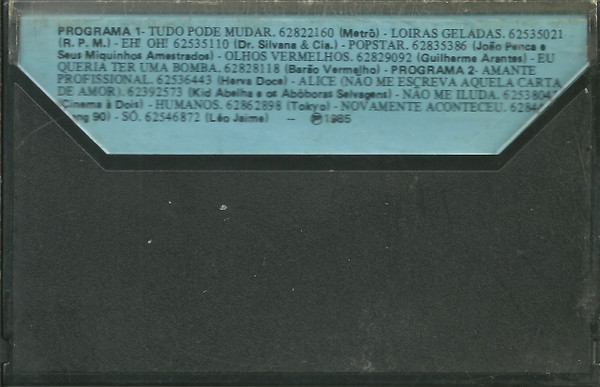 PROGRAMA 1- TUDO PODE MUDAR. 62822160 (Metrô) - LOIRAS GELADAS. 62535021
(R. P. M.) - EH! OH! 62535110 (Dr. Silvana & Cia.) - POPSTAR. 62835386 (João Penca e
Seus Miquinhos Amestrados) - OLHOS VERMELHOS. 62829092 (Guilherme Arantes) - EU
QUERIA TER UMA BOMBA. 62828118 (Barão Vermelho) - PROGRAMA 2- AMANTE
PROFISSIONAL. 62536443 (Herva Doce) - ALICE (NÃO ME ESCREVA AQUELA CARTA
DE AMOR). 62392573 (Kid Abelha e os Abóboras Selvagens) - NÃO ME ILUDA. 6253804
(Cinema à Dois) - HUMANOS. 62862898 (Tokyo) - NOVAMENTE ACONTECEU. 6284
ng 90) - SÓ. 62546872 (Léo Jaime) - ℗1985